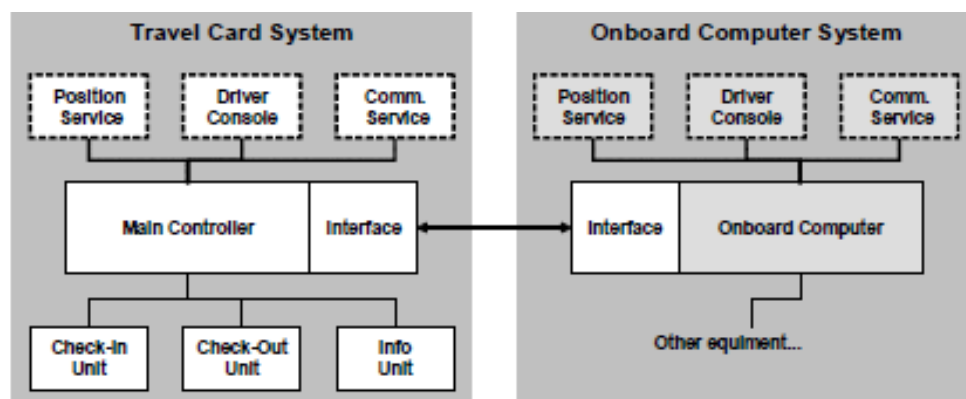 Travel Card System
Onboard Computer System
Position
Service
Driver
Console
Comm.
Service
Position
Service
Driver
Console
Comm.
Service
Main Controller
Interface
Interface
Onboard Computer
Check-In
Unit
Check-Out
Unit
Info
Unit
Other equiment...